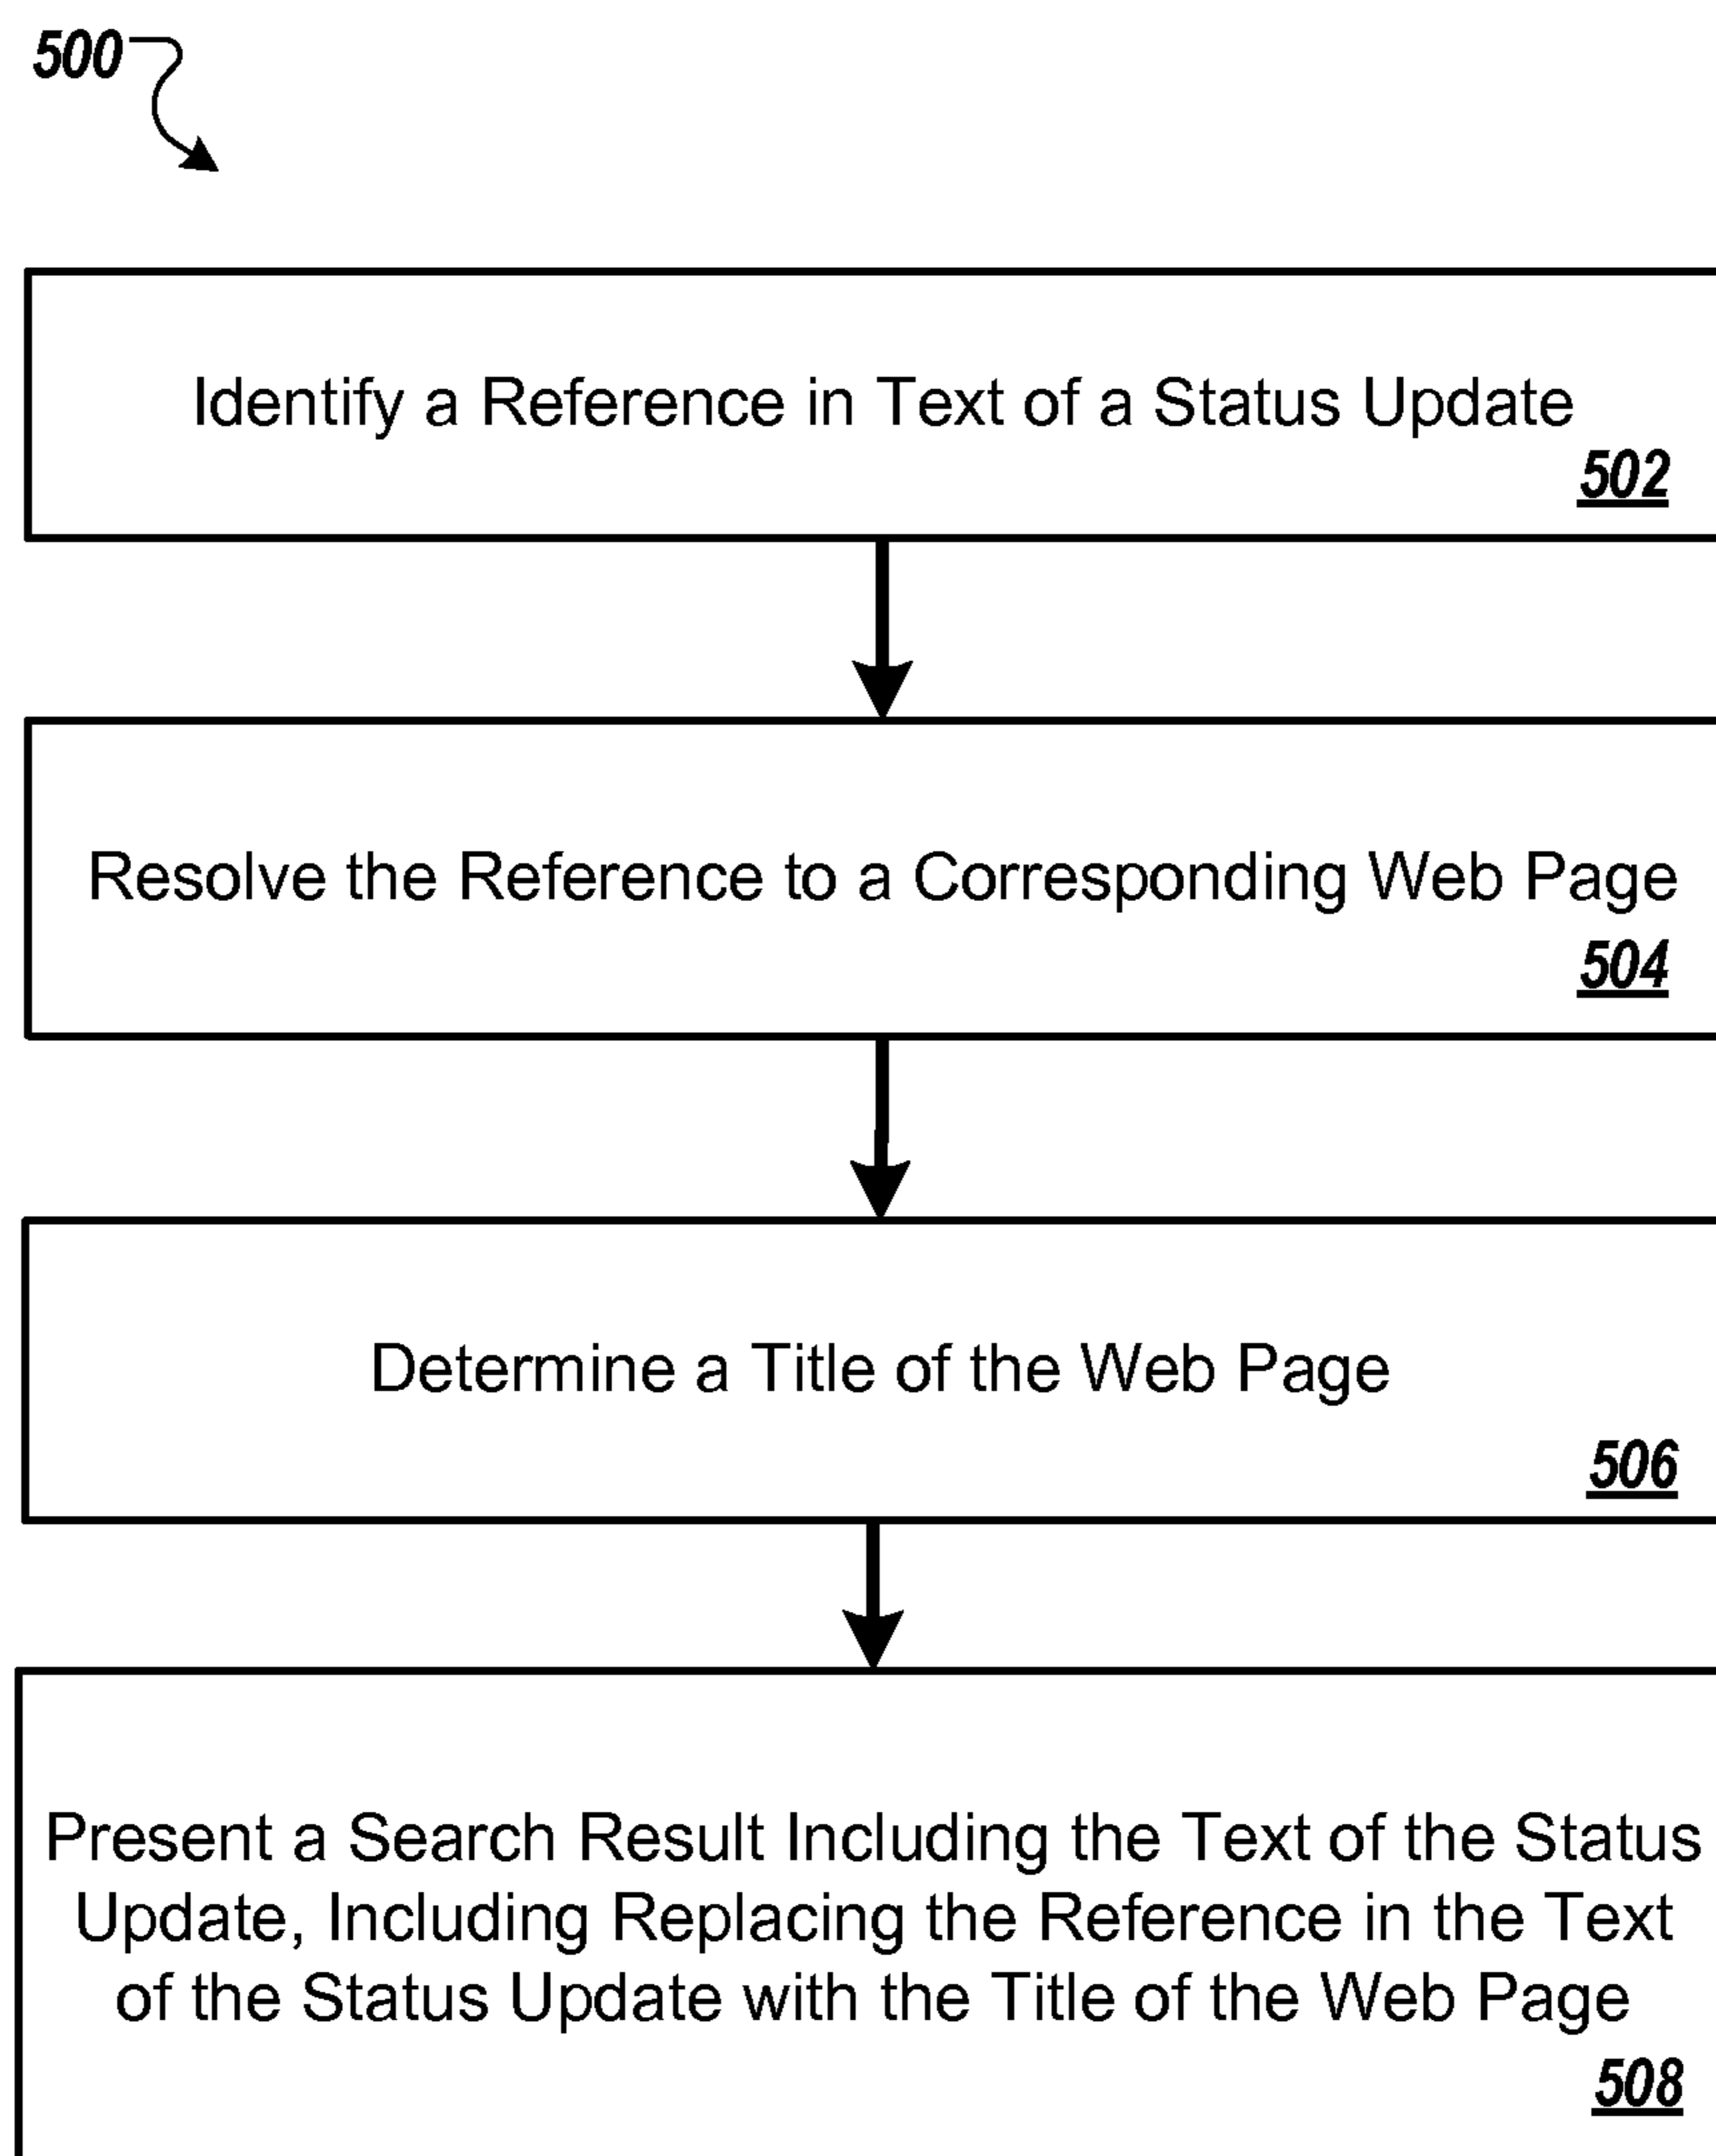 500
Identify a Reference in Text of a Status Update
502
Resolve the Reference to a Corresponding Web Page
504
Determine a Title of the Web Page
506
Present a Search Result Including the Text of the Status
Update, Including Replacing the Reference in the Text
of the Status Update with the Title of the Web Page
508